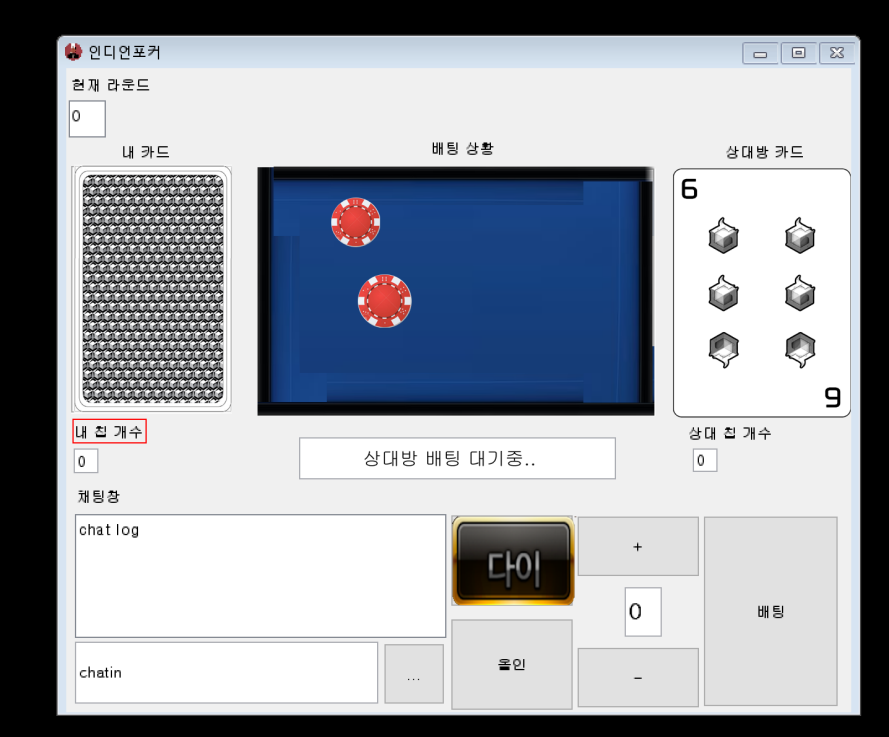 인디언포커
현재 라운드
0
내 카드
배팅 상황
상대방 카드
6
6
내 칩 개수
0
상대방 배팅 대기중..
상대 칩 개수
0
채팅창
chat log
다이
+
0
배팅
chatin
...
올인
-